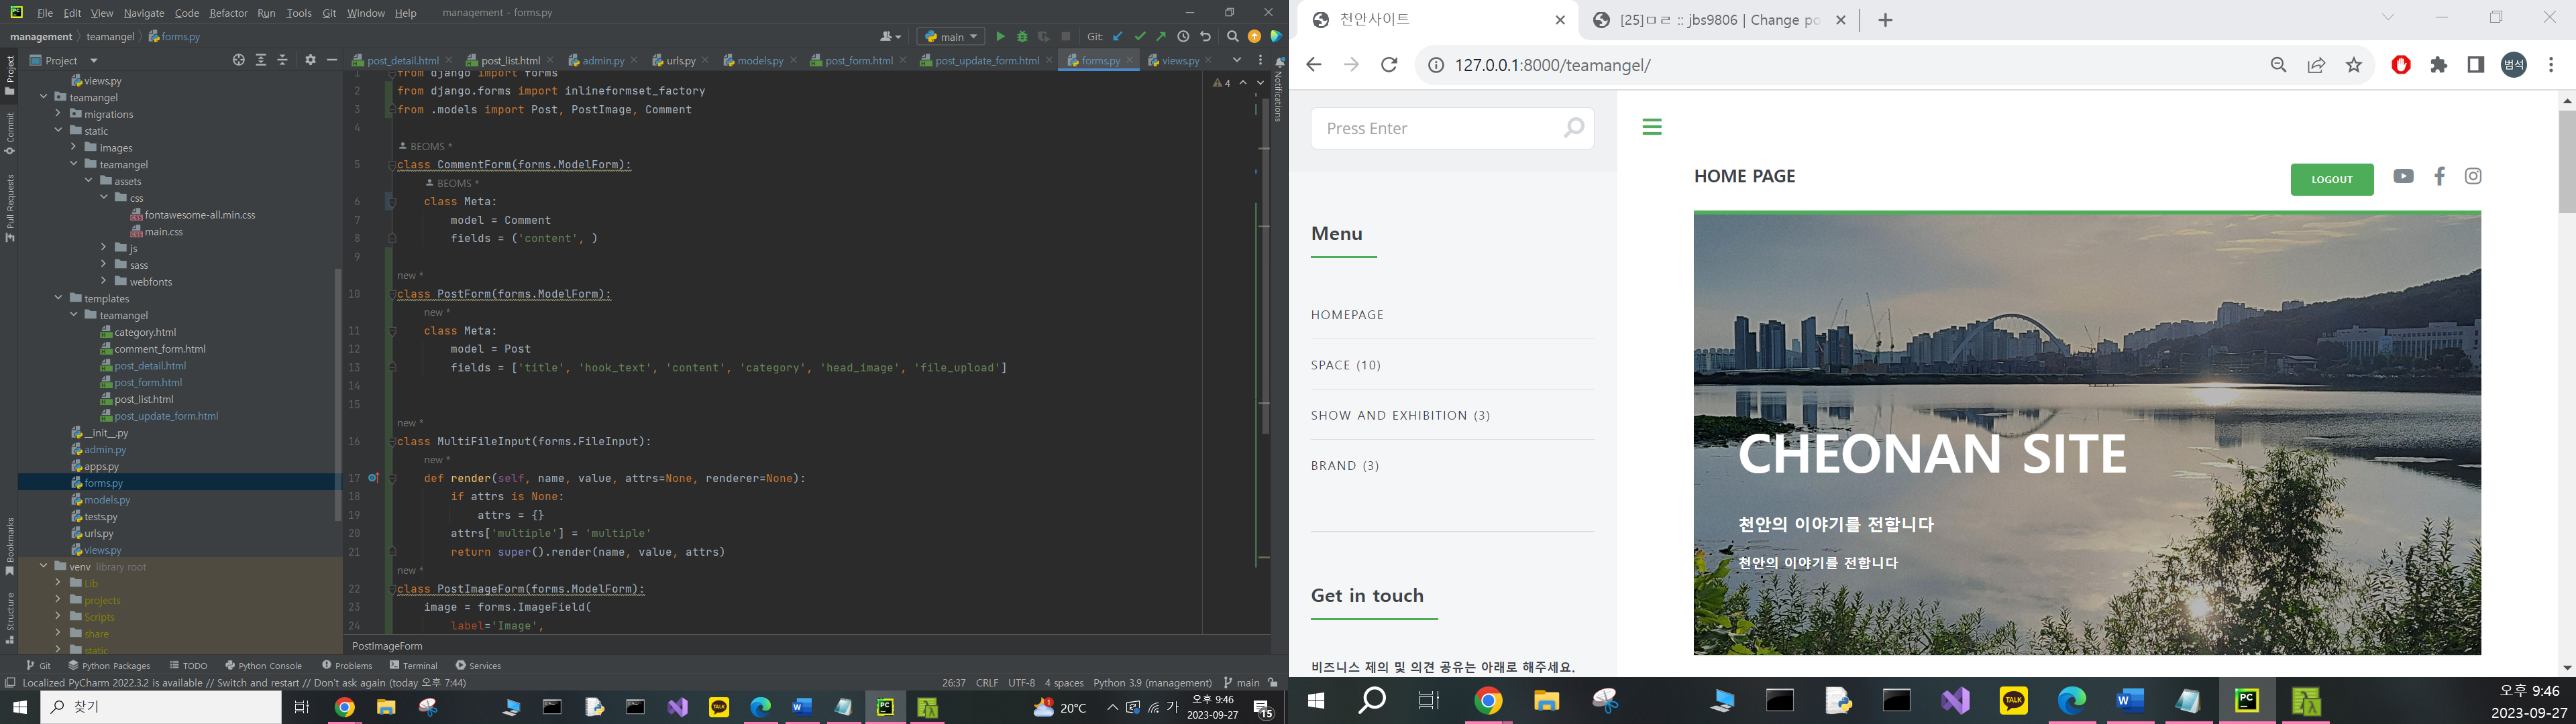 File Edit View Navigate Code Refactor Run Tools Git Window Help management - forms.py
management teamangel forms.py main Git:
Project
post_detail.html post_list.html admin.py urls.py models.py post_form.html post_update_form.html forms.py views.py
Project
Commit
Pull Requests
Bookmarks
Structure
Notifications
views.py
teamangel
migrations
static
images
teamangel
assets
css
fontawesome-all.min.css
main.css
js
sass
webfonts
templates
teamangel
category.html
comment_form.html
post_detail.html
post_form.html
post_list.html
post_update_form.html
__init__.py
admin.py
apps.py
forms.py
models.py
tests.py
urls.py
views.py
venv library root
Lib
projects
Scripts
share
static
4
1 from django import forms
2 from django.forms import inlineformset_factory
3 from .models import Post, PostImage, Comment
4
BEOMS *
5 class CommentForm(forms.ModelForm):
BEOMS *
6 class Meta:
7 model = Comment
8 fields = ('content', )
9
new *
10 class PostForm(forms.ModelForm):
new *
11 class Meta:
12 model = Post
13 fields = ['title', 'hook_text', 'content', 'category', 'head_image', 'file_upload']
14
15
new *
16 class MultiFileInput(forms.FileInput):
new *
17 def render(self, name, value, attrs=None, renderer=None):
18 if attrs is None:
19 attrs = {}
20 attrs['multiple'] = 'multiple'
21 return super().render(name, value, attrs)
new *
22 class PostImageForm(forms.ModelForm):
23 image = forms.ImageField(
24 label='Image',
PostImageForm
Git Python Packages TODO Python Console Problems Terminal Services
Localized PyCharm 2022.3.2 is available // Switch and restart // Don't ask again (today 오후 7:44) 26:37 CRLF UTF-8 4 spaces Python 3.9 (management) main
찾기 TALK 20°C 가 오후 9:46
2023-09-27 15
천안사이트 [25]ㅁㄹ :: jbs9806 | Change po
127.0.0.1:8000/teamangel/ 범석
Press Enter
Menu
HOMEPAGE
SPACE (10)
SHOW AND EXHIBITION (3)
BRAND (3)
Get in touch
비즈니스 제의 및 의견 공유는 아래로 해주세요.
HOME PAGE LOGOUT
CHEONAN SITE
천안의 이야기를 전합니다
천안의 이야기를 전합니다
TALK 오후 9:46
2023-09-27